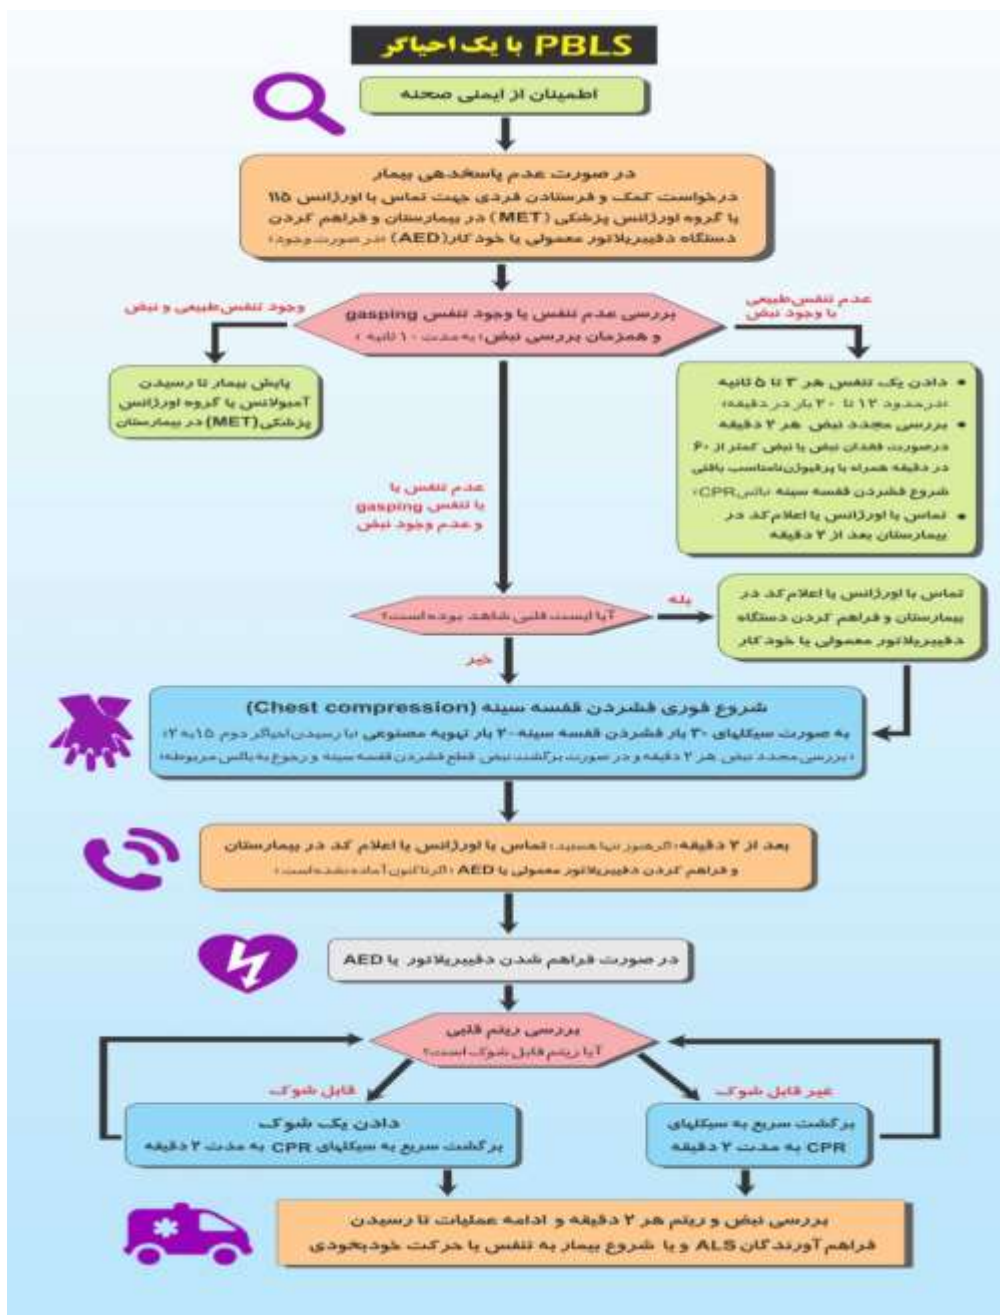 PBLS با یک احیاگر
اطمینان از ایمنی صحنه
در صورت عدم پاسخدهی بیمار
درخواست کمک و فرستادن فردی جهت تماس با اورژانس ۱۱۵
یا گروه اورژانس پزشکی (MET) در بیمارستان و فراهم کردن
دستگاه دفیبریلاتور معمولی یا خودکار (AED) «در صورت وجود»
بررسی عدم تنفس یا وجود تنفس gasping
و همزمان بررسی نبض «به مدت ۱۰ ثانیه»
وجود تنفس طبیعی و نبض
پایش بیمار تا رسیدن
آمبولانس یا گروه اورژانس
پزشکی (MET) در بیمارستان
عدم تنفس طبیعی
با وجود نبض
• دادن یک تنفس هر ۳ تا ۵ ثانیه
«در حدود ۱۲ تا ۲۰ بار در دقیقه»
• بررسی مجدد نبض هر ۲ دقیقه
درصورت فقدان نبض یا نبض کمتر از ۶۰
در دقیقه همراه با پرفیوژن نامناسب بافتی
شروع فشردن قفسه سینه «باکس CPR»
• تماس با اورژانس یا اعلام کد در
بیمارستان بعد از ۲ دقیقه
عدم تنفس یا
با تنفس gasping
و عدم وجود نبض
آیا ایست قلبی شاهد بوده است؟
بله
تماس با اورژانس یا اعلام کد در
بیمارستان و فراهم کردن دستگاه
دفیبریلاتور معمولی یا خودکار
خیر
شروع فوری فشردن قفسه سینه (Chest compression)
به صورت سیکلهای ۳۰ بار فشردن قفسه سینه-۲ بار تهویه مصنوعی «با رسیدن احیاگر دوم ۱۵ به ۲»
«بررسی مجدد نبض هر ۲ دقیقه و در صورت برگشت نبض قطع فشردن قفسه سینه و رجوع به باکس مربوطه»
بعد از ۲ دقیقه «اگر هنوز تنها هستید» تماس با اورژانس یا اعلام کد در بیمارستان
و فراهم کردن دفیبریلاتور معمولی یا AED «اگر تاکنون آماده نشده است»
در صورت فراهم شدن دفیبریلاتور یا AED
بررسی ریتم قلبی
آیا ریتم قابل شوک است؟
قابل شوک
دادن یک شوک
برگشت سریع به سیکلهای CPR به مدت ۲ دقیقه
غیر قابل شوک
برگشت سریع به سیکلهای
CPR به مدت ۲ دقیقه
بررسی نبض و ریتم هر ۲ دقیقه و ادامه عملیات تا رسیدن
فراهم آورندگان ALS و یا شروع بیمار به تنفس یا حرکت خودبخودی